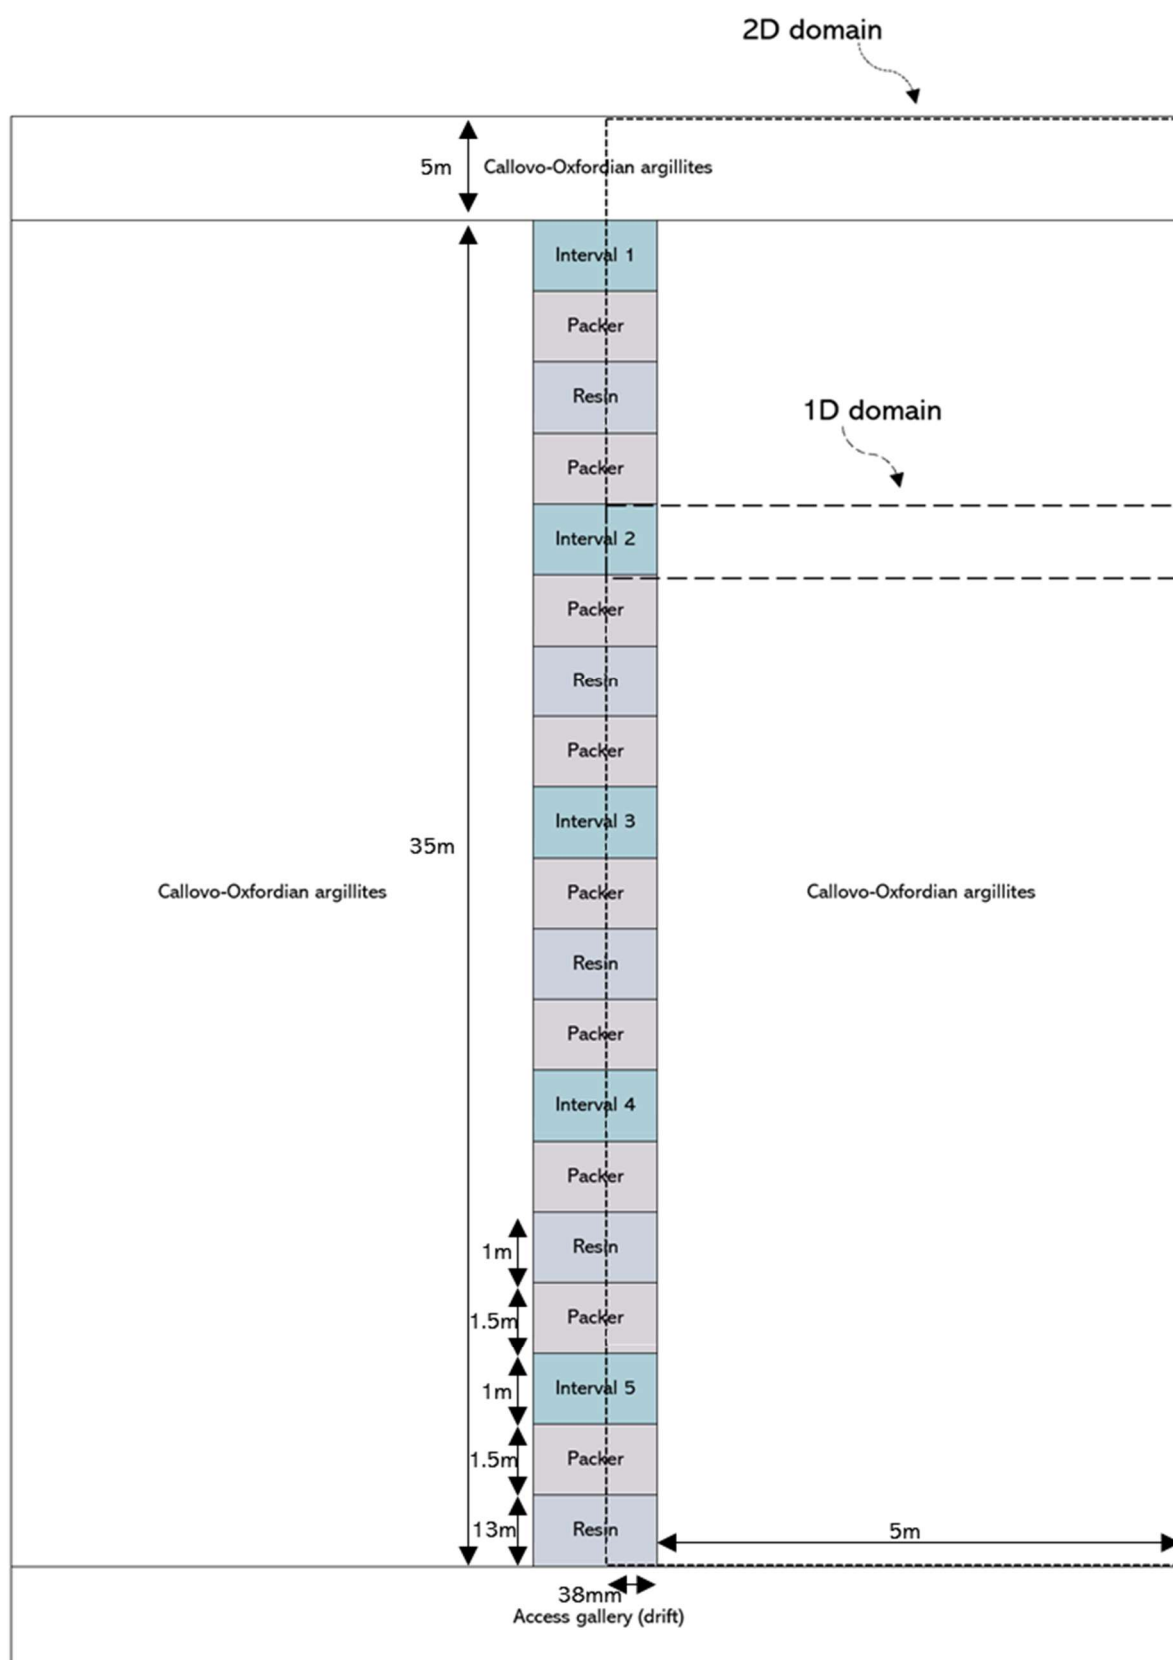 2D domain
5m
Callovo-Oxfordian argillites
Interval 1
Packer
Resin
1D domain
Packer
Interval 2
Packer
Resin
Packer
Interval 3
35m
Callovo-Oxfordian argillites
Packer
Callovo-Oxfordian argillites
Resin
Packer
Interval 4
Packer
1m
Resin
1.5m
Packer
1m
Interval 5
1.5m
Packer
13m
Resin
5m
38mm
Access gallery (drift)